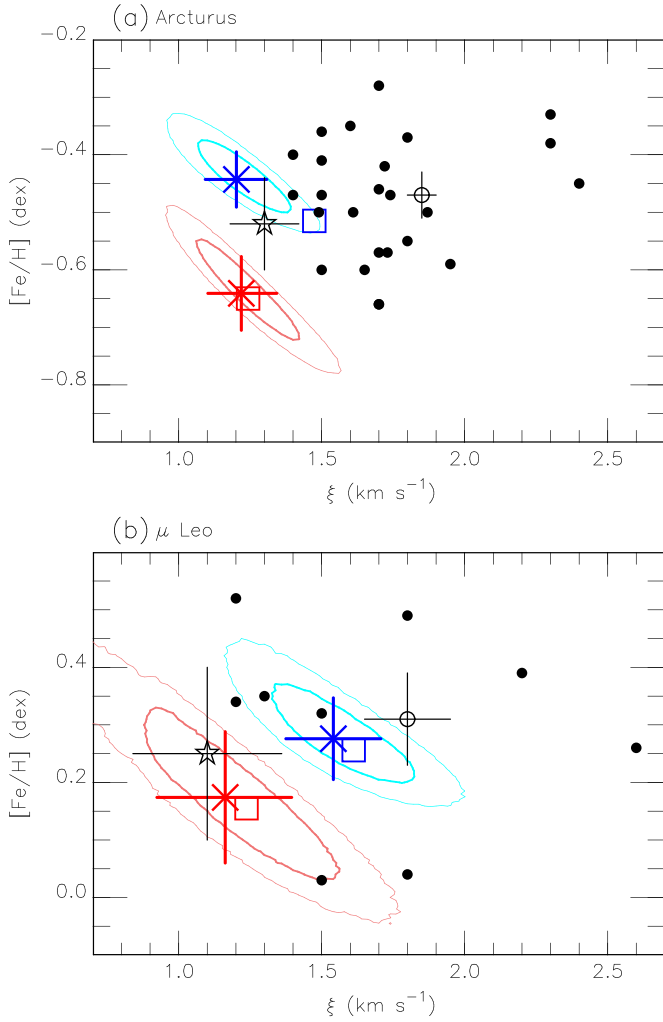 (a) Arcturus
−0.2
−0.4
−0.6
−0.8
[Fe/H] (dex)
1.0 1.5 2.0 2.5
ξ (km s⁻¹)
(b) μ Leo
0.4
0.2
0.0
[Fe/H] (dex)
1.0 1.5 2.0 2.5
ξ (km s⁻¹)